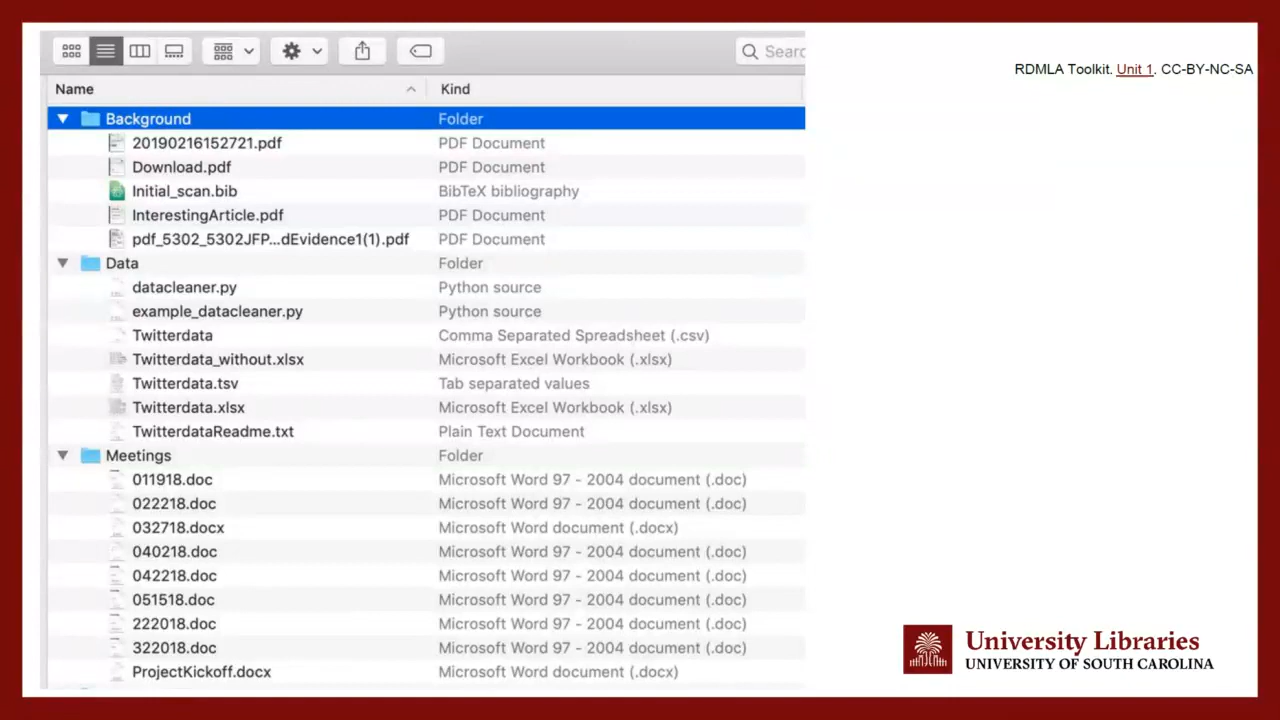 Searc
RDMLA Toolkit. Unit 1. CC-BY-NC-SA
Name Kind
Background Folder
20190216152721.pdf PDF Document
Download.pdf PDF Document
Initial_scan.bib BibTeX bibliography
InterestingArticle.pdf PDF Document
pdf_5302_5302JFP...dEvidence1(1).pdf PDF Document
Data Folder
datacleaner.py Python source
example_datacleaner.py Python source
Twitterdata Comma Separated Spreadsheet (.csv)
Twitterdata_without.xlsx Microsoft Excel Workbook (.xlsx)
Twitterdata.tsv Tab separated values
Twitterdata.xlsx Microsoft Excel Workbook (.xlsx)
TwitterdataReadme.txt Plain Text Document
Meetings Folder
011918.doc Microsoft Word 97 - 2004 document (.doc)
022218.doc Microsoft Word 97 - 2004 document (.doc)
032718.docx Microsoft Word document (.docx)
040218.doc Microsoft Word 97 - 2004 document (.doc)
042218.doc Microsoft Word 97 - 2004 document (.doc)
051518.doc Microsoft Word 97 - 2004 document (.doc)
222018.doc Microsoft Word 97 - 2004 document (.doc)
322018.doc Microsoft Word 97 - 2004 document (.doc)
ProjectKickoff.docx Microsoft Word document (.docx)
University Libraries
UNIVERSITY OF SOUTH CAROLINA